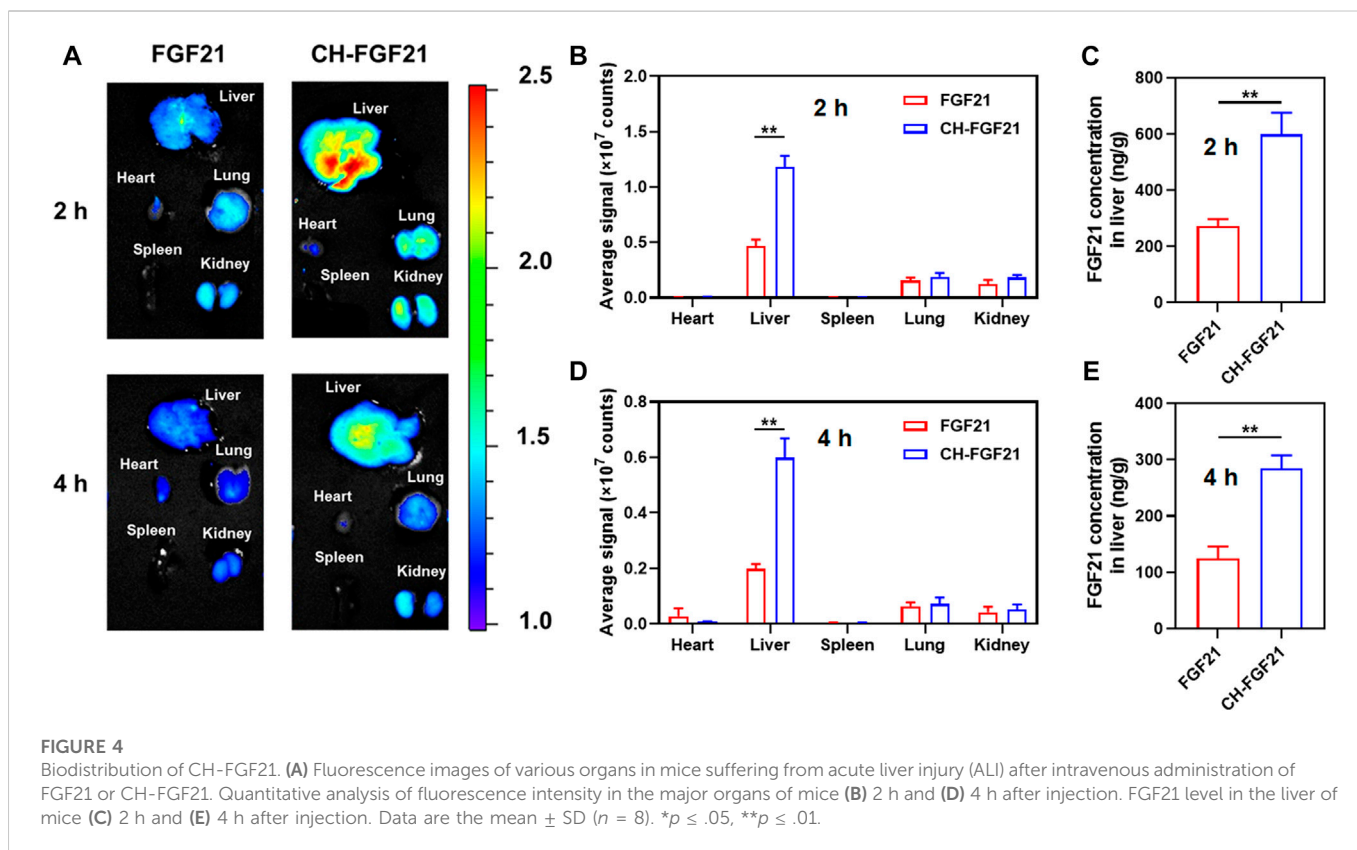 A
FGF21
CH-FGF21
2 h
Liver
Heart
Lung
Spleen
Kidney
Liver
Heart
Lung
Spleen
Kidney
4 h
Liver
Heart
Lung
Spleen
Kidney
Liver
Lung
Heart
Spleen
Kidney
2.5
2.0
1.5
1.0
B
Average signal (×10⁷ counts)
2.0
1.5
1.0
0.5
0.0
2 h
FGF21
CH-FGF21
**
Heart
Liver
Spleen
Lung
Kidney
C
FGF21 concentration
in liver (ng/g)
800
600
400
200
0
**
2 h
FGF21
CH-FGF21
D
Average signal (×10⁷ counts)
0.8
0.6
0.4
0.2
0.0
4 h
FGF21
CH-FGF21
**
Heart
Liver
Spleen
Lung
Kidney
E
FGF21 concentration
in liver (ng/g)
400
300
200
100
0
**
4 h
FGF21
CH-FGF21
FIGURE 4
Biodistribution of CH-FGF21. (A) Fluorescence images of various organs in mice suffering from acute liver injury (ALI) after intravenous administration of
FGF21 or CH-FGF21. Quantitative analysis of fluorescence intensity in the major organs of mice (B) 2 h and (D) 4 h after injection. FGF21 level in the liver of
mice (C) 2 h and (E) 4 h after injection. Data are the mean ± SD (n = 8). *p ≤ .05, **p ≤ .01.